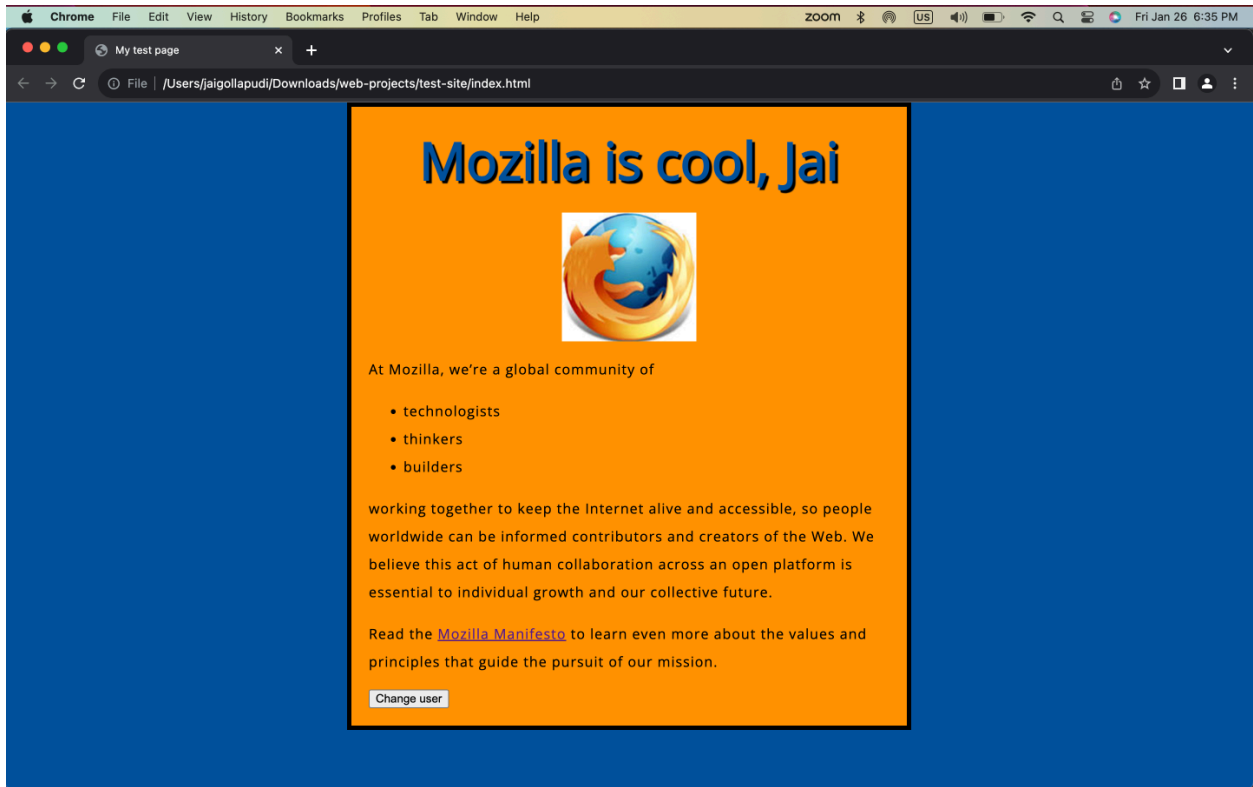 Chrome File Edit View History Bookmarks Profiles Tab Window Help zoom US Fri Jan 26 6:35 PM
My test page
File /Users/jaigollapudi/Downloads/web-projects/test-site/index.html
Mozilla is cool, Jai
At Mozilla, we’re a global community of
• technologists
• thinkers
• builders
working together to keep the Internet alive and accessible, so people
worldwide can be informed contributors and creators of the Web. We
believe this act of human collaboration across an open platform is
essential to individual growth and our collective future.
Read the Mozilla Manifesto to learn even more about the values and
principles that guide the pursuit of our mission.
Change user